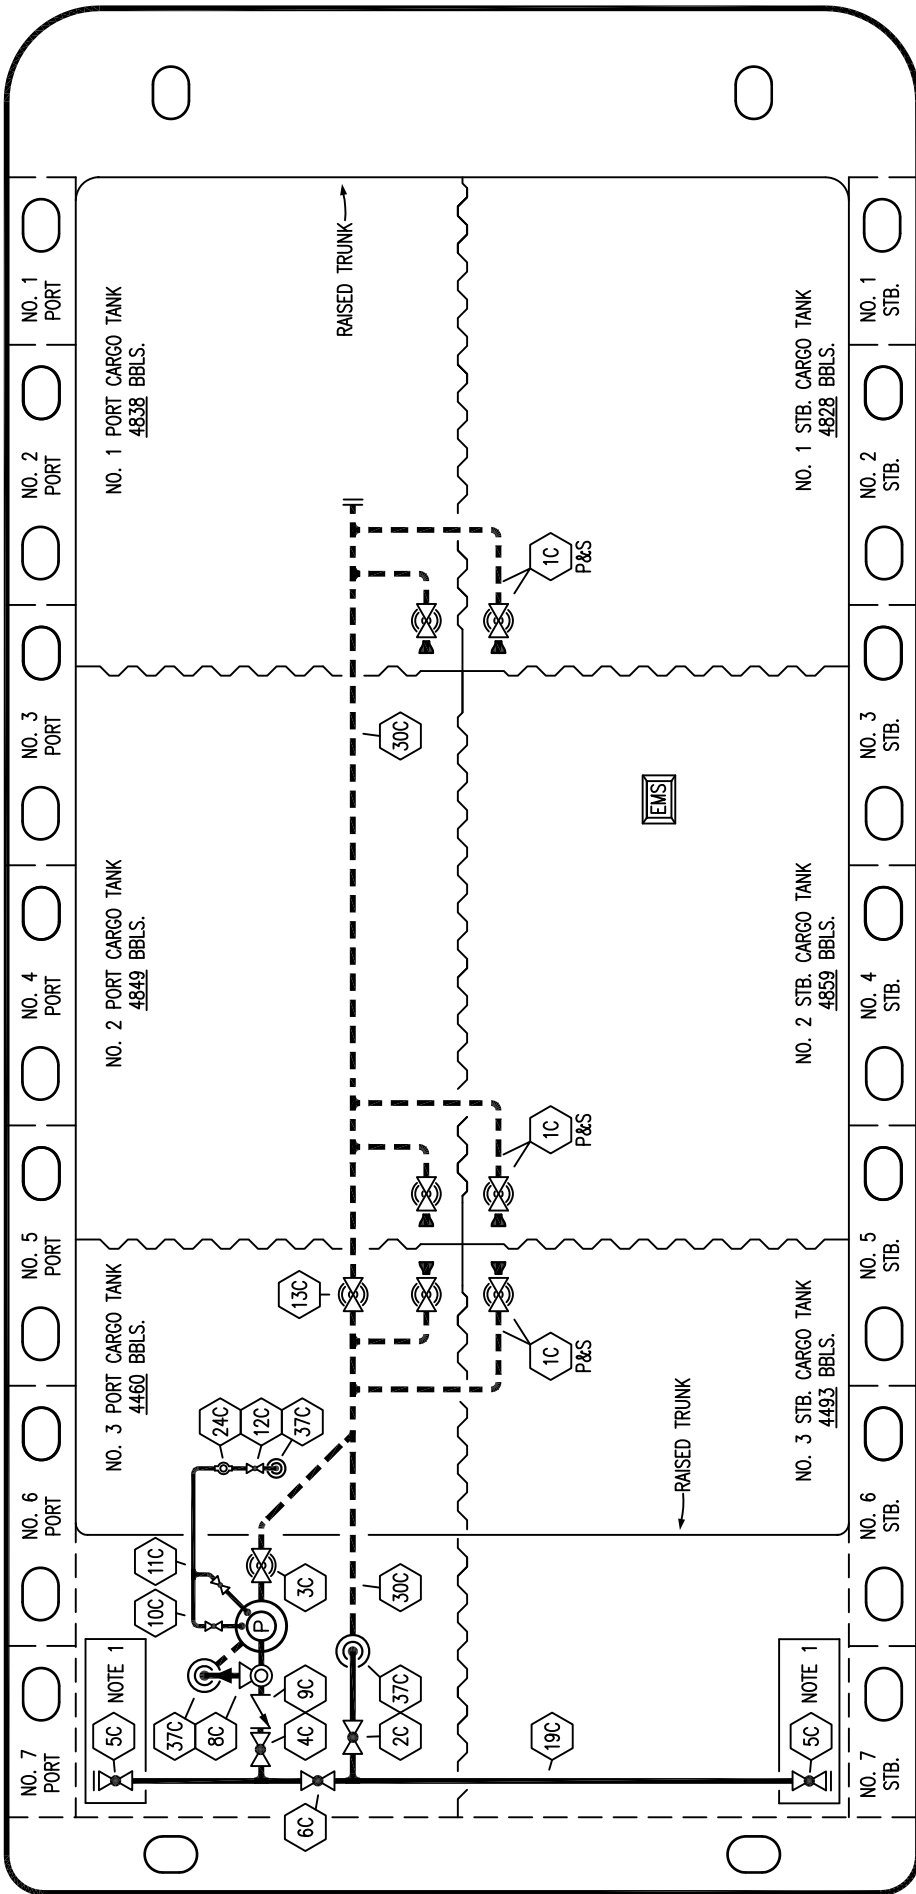 NO. 7
PORT
NO. 6
PORT
NO. 5
PORT
NO. 4
PORT
NO. 3
PORT
NO. 2
PORT
NO. 1
PORT
NO. 3 PORT CARGO TANK
4460 BBLS.
NO. 2 PORT CARGO TANK
4849 BBLS.
NO. 1 PORT CARGO TANK
4838 BBLS.
5C
NOTE 1
10C
11C
24C
12C
37C
37C
8C
P
3C
13C
4C
9C
6C
2C
37C
30C
30C
RAISED TRUNK
1C
P&S
1C
P&S
1C
P&S
19C
EMS
RAISED TRUNK
5C
NOTE 1
NO. 3 STB. CARGO TANK
4493 BBLS.
NO. 2 STB. CARGO TANK
4859 BBLS.
NO. 1 STB. CARGO TANK
4828 BBLS.
NO. 7
STB.
NO. 6
STB.
NO. 5
STB.
NO. 4
STB.
NO. 3
STB.
NO. 2
STB.
NO. 1
STB.